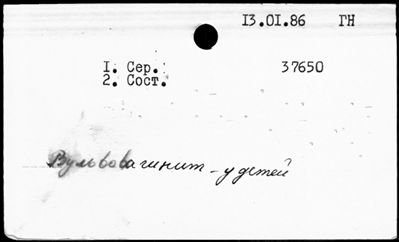 13.01.86 ГН
1. Сер. 37650
2. Сост.
Вульвовагинит - у детей